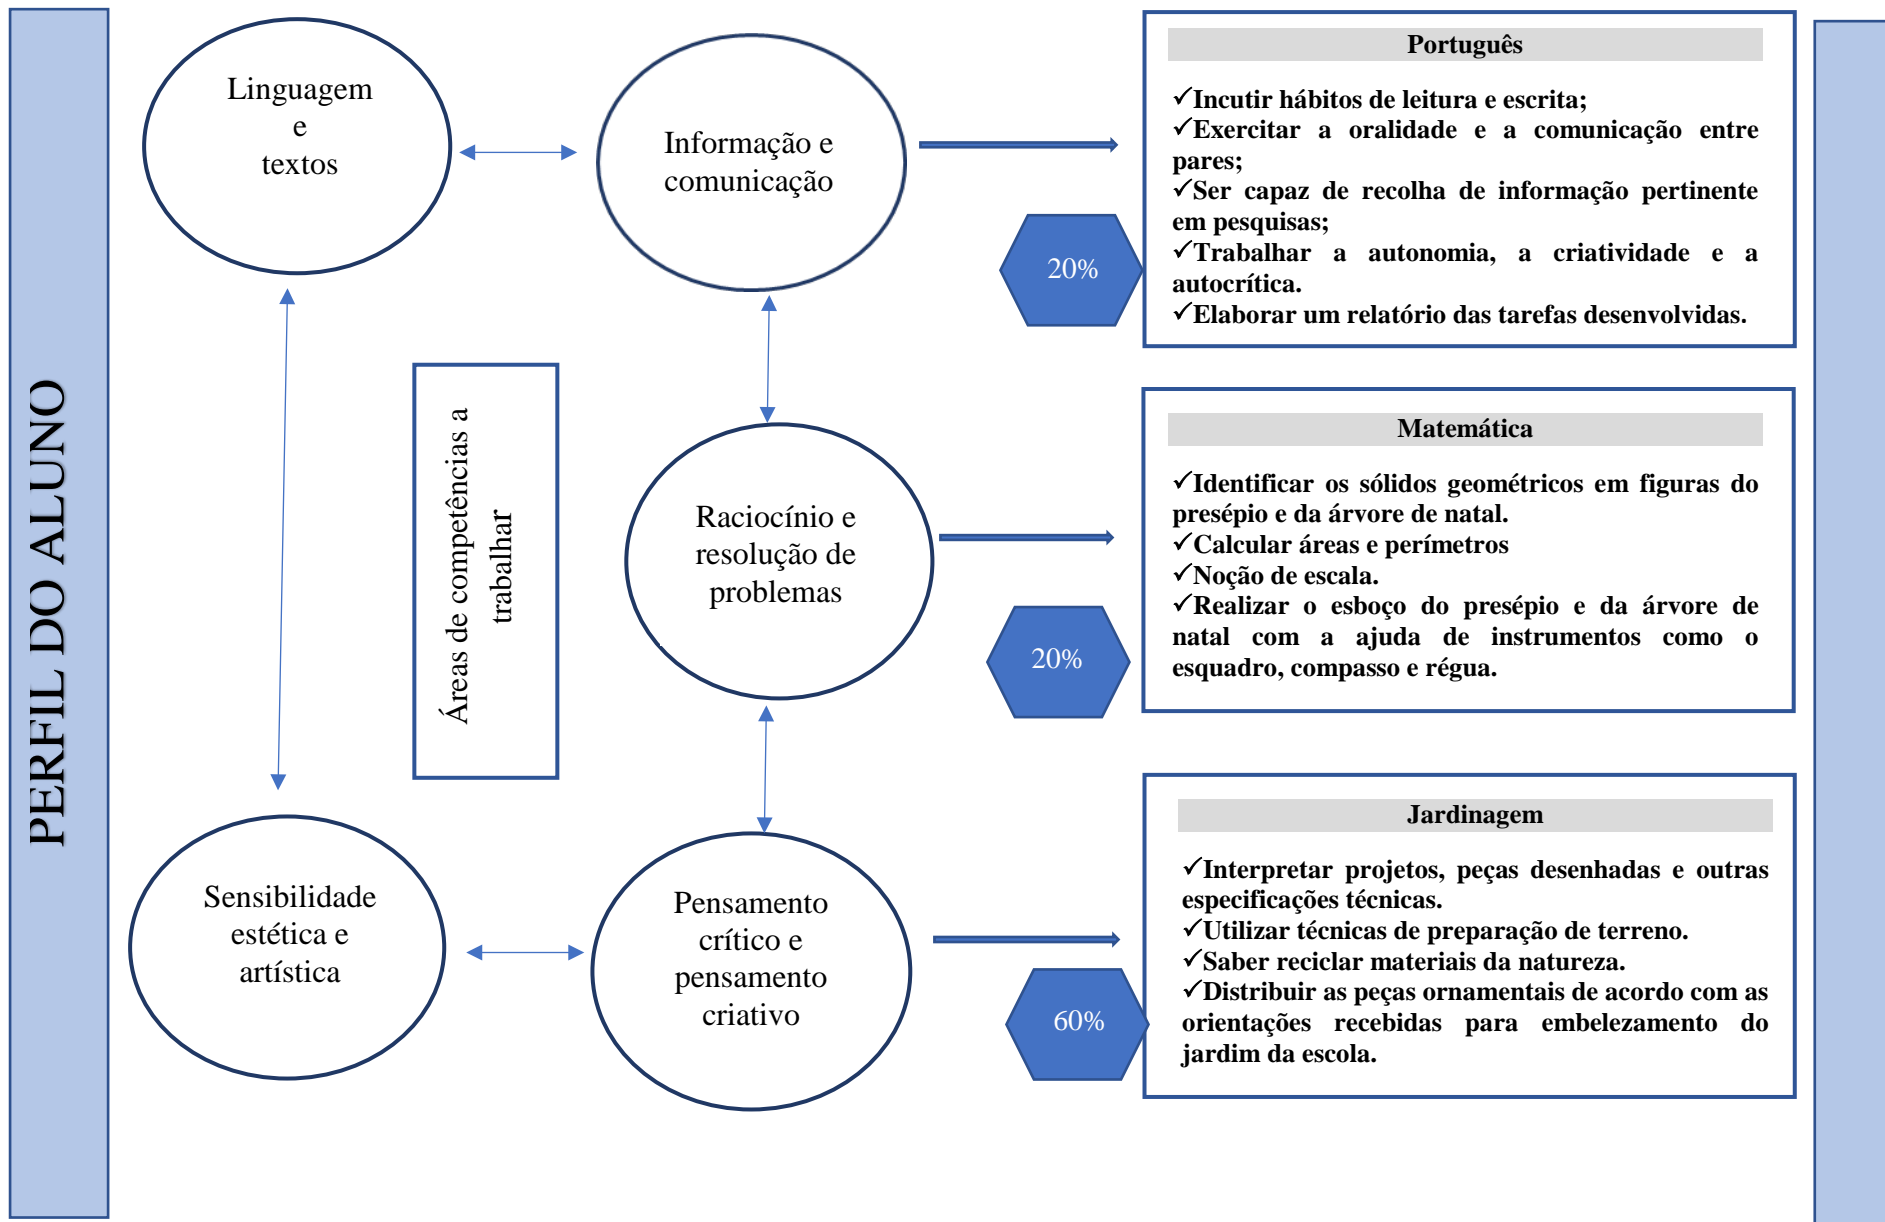 PERFIL DO ALUNO
Linguagem
e
textos
Informação e
comunicação
Áreas de competências a
trabalhar
Raciocínio e
resolução de
problemas
Sensibilidade
estética e
artística
Pensamento
crítico e
pensamento
criativo
Português
✓Incutir hábitos de leitura e escrita;
✓Exercitar a oralidade e a comunicação entre
pares;
✓Ser capaz de recolha de informação pertinente
em pesquisas;
✓Trabalhar a autonomia, a criatividade e a
autocrítica.
✓Elaborar um relatório das tarefas desenvolvidas.
20%
Matemática
✓Identificar os sólidos geométricos em figuras do
presépio e da árvore de natal.
✓Calcular áreas e perímetros
✓Noção de escala.
✓Realizar o esboço do presépio e da árvore de
natal com a ajuda de instrumentos como o
esquadro, compasso e régua.
20%
Jardinagem
✓Interpretar projetos, peças desenhadas e outras
especificações técnicas.
✓Utilizar técnicas de preparação de terreno.
✓Saber reciclar materiais da natureza.
✓Distribuir as peças ornamentais de acordo com as
orientações recebidas para embelezamento do
jardim da escola.
60%